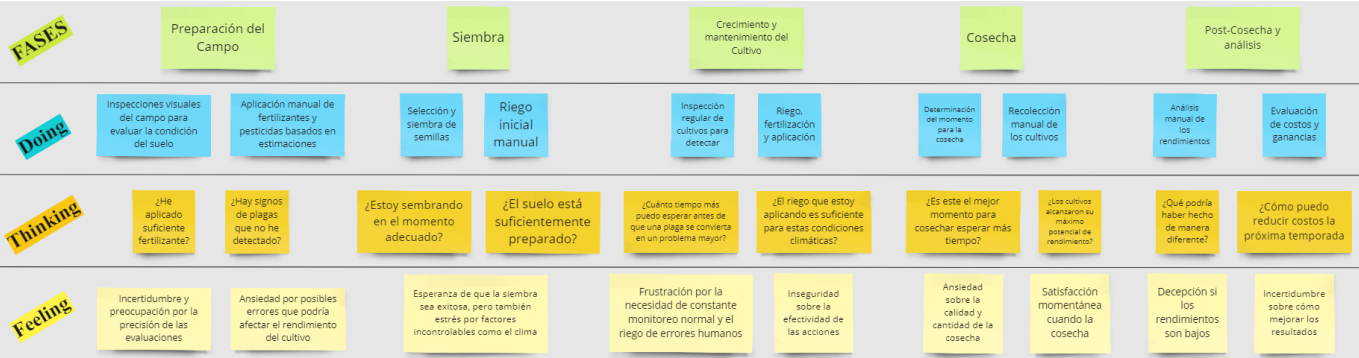 FASES
Preparación del
Campo
Siembra
Crecimiento y
mantenimiento del
Cultivo
Cosecha
Post-Cosecha y
análisis
Doing
Inspecciones visuales
del campo para
evaluar la condición
del suelo
Aplicación manual de
fertilizantes y
pesticidas basados en
estimaciones
Selección y
siembra de
semillas
Riego
inicial
manual
Inspección
regular de
cultivos para
detectar
Riego,
fertilización
y aplicación
Determinación
del momento
para la
cosecha
Recolección
manual de
los cultivos
Análisis
manual de
los
rendimientos
Evaluación
de costos y
ganancias
Thinking
¿He
aplicado
suficiente
fertilizante?
¿Hay signos
de plagas
que no he
detectado?
¿Estoy sembrando
en el momento
adecuado?
¿El suelo está
suficientemente
preparado?
¿Cuánto tiempo más
puedo esperar antes de
que una plaga se convierta
en un problema mayor?
¿El riego que estoy
aplicando es suficiente
para estas condiciones
climáticas?
¿Es este el mejor
momento para
cosechar esperar más
tiempo?
¿Los cultivos
alcanzaron su
máximo
potencial de
rendimiento?
¿Qué podría
haber hecho
de manera
diferente?
¿Cómo puedo
reducir costos la
próxima temporada
Feeling
Incertidumbre y
preocupación por la
precisión de las
evaluaciones
Ansiedad por posibles
errores que podría
afectar el rendimiento
del cultivo
Esperanza de que la siembra
sea exitosa, pero también
estrés por factores
incontrolables como el clima
Frustración por la
necesidad de constante
monitoreo normal y el
riego de errores humanos
Inseguridad
sobre la
efectividad de
las acciones
Ansiedad
sobre la
calidad y
cantidad de la
cosecha
Satisfacción
momentánea
cuando la
cosecha
Decepción si
los
rendimientos
son bajos
Incertidumbre
sobre cómo
mejorar los
resultados